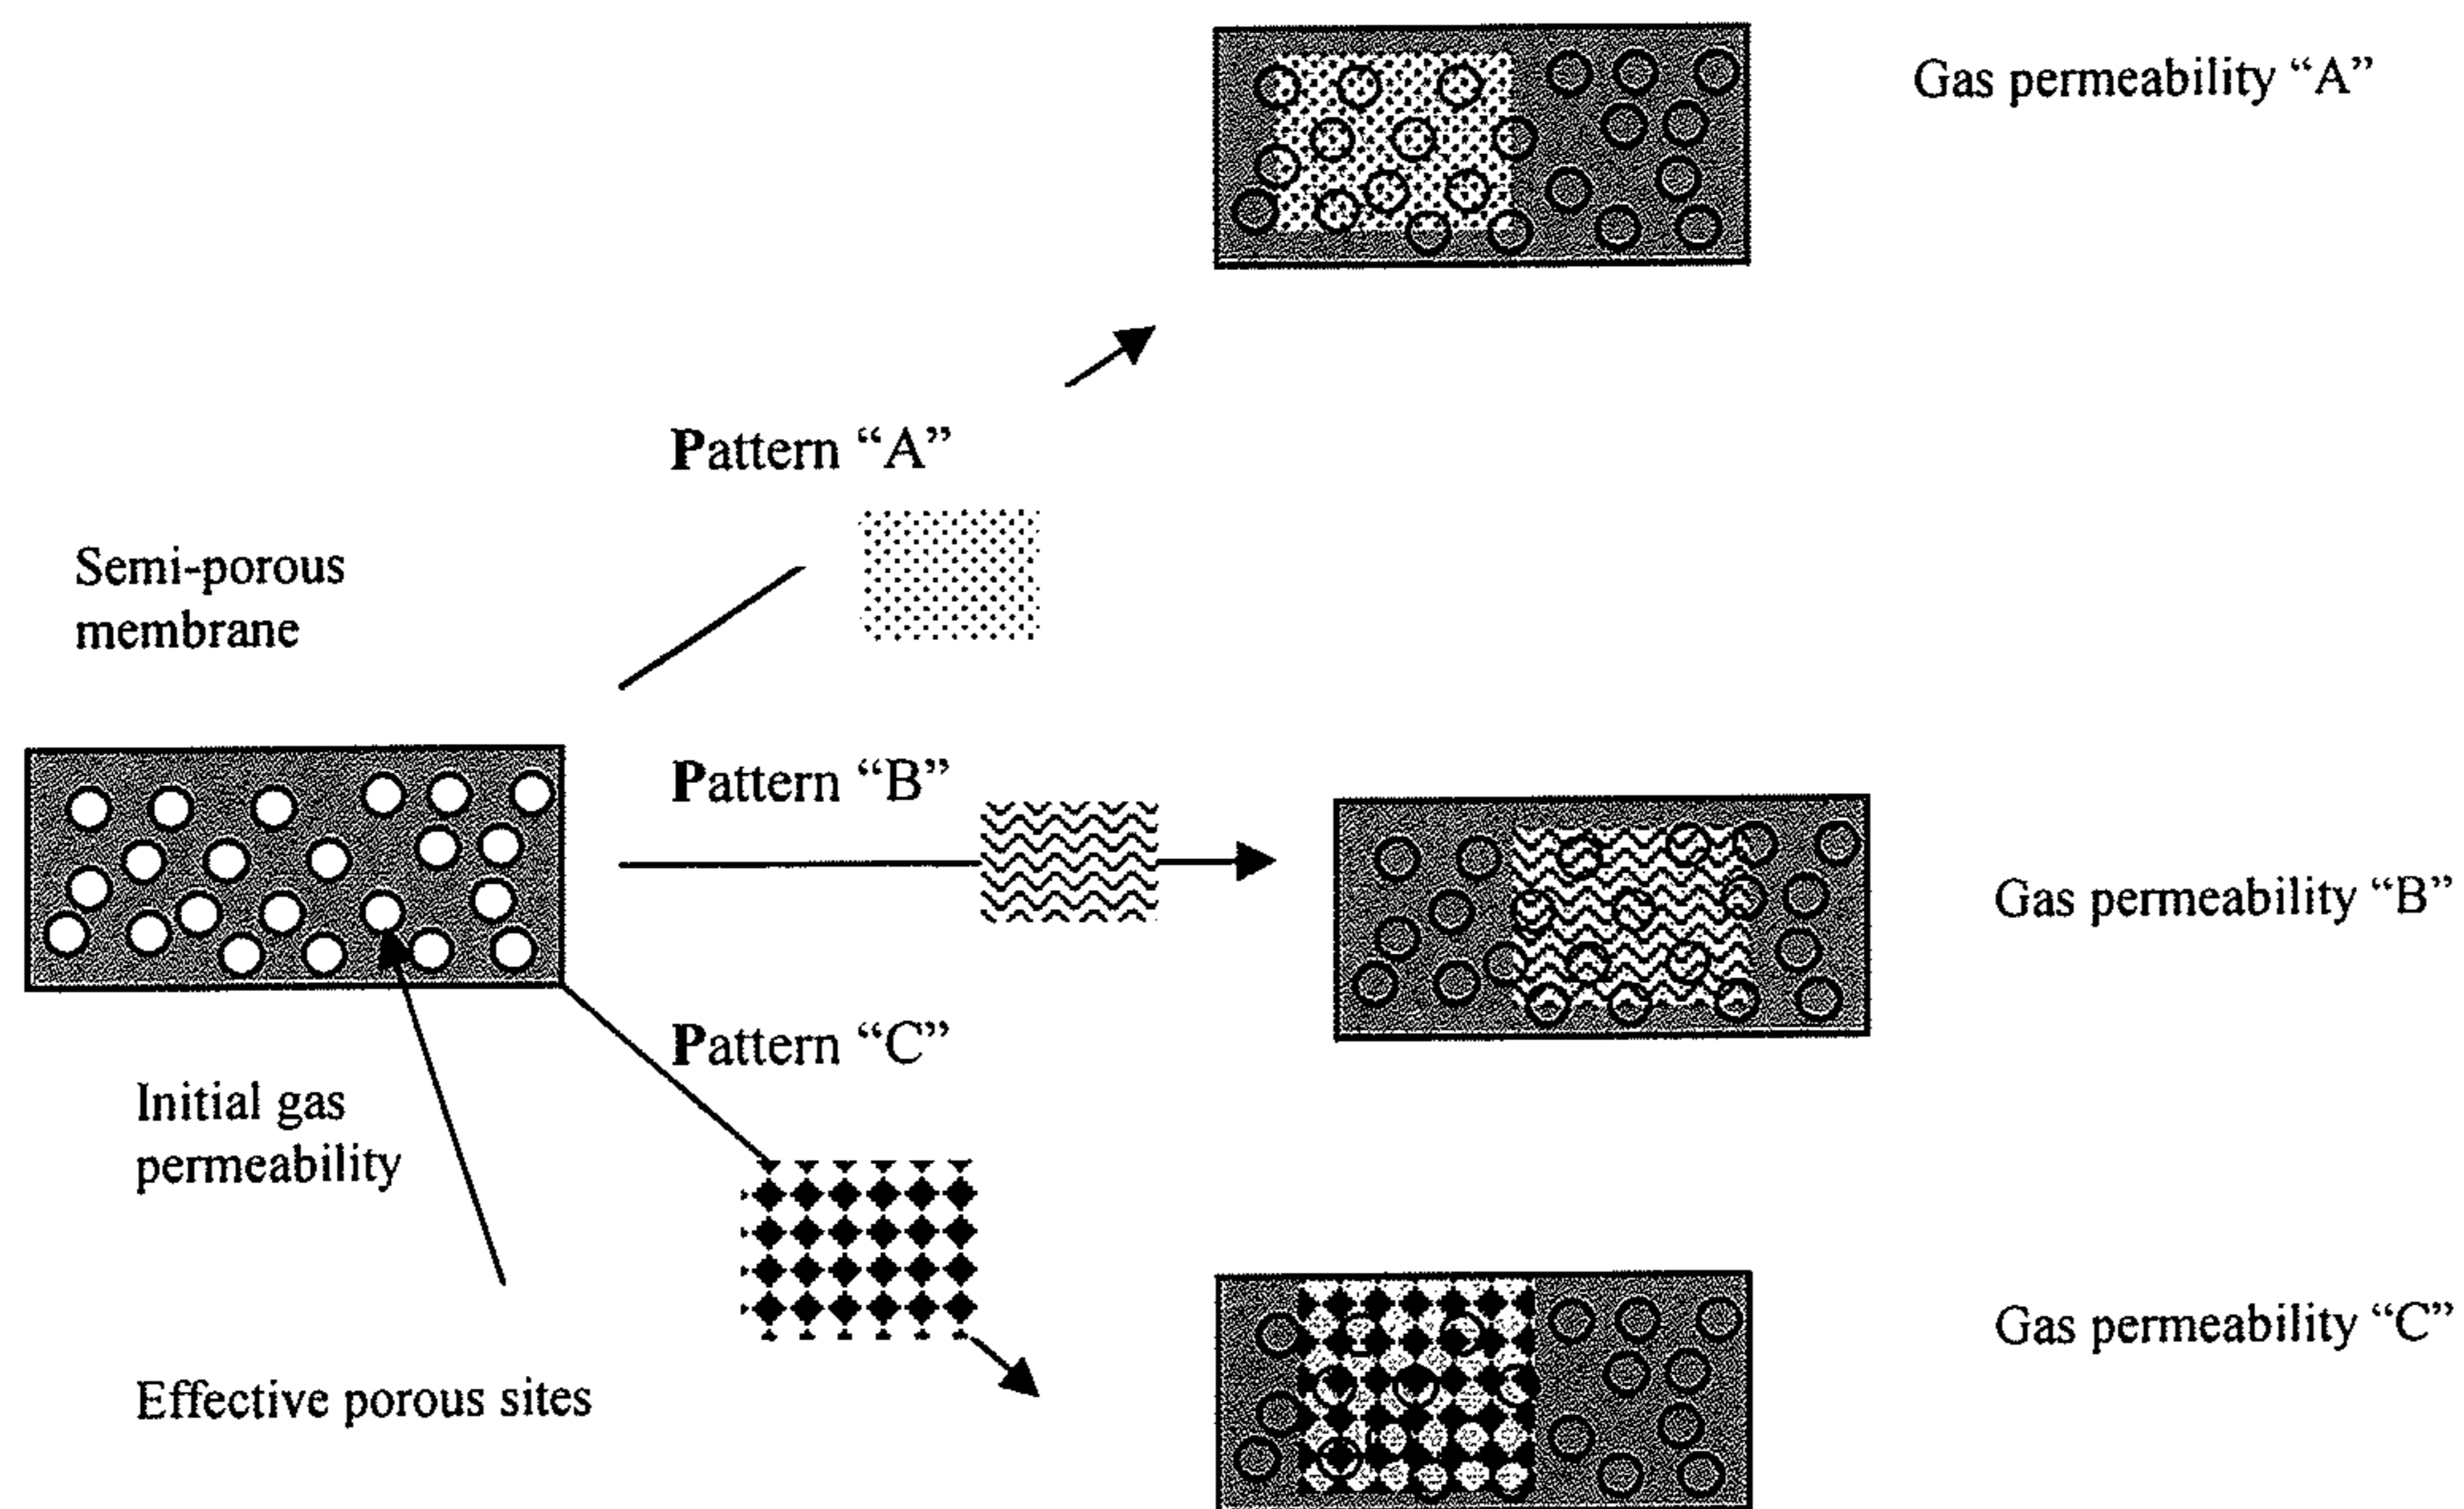 Gas permeability “A”
Pattern “A”
Semi-porous
membrane
Pattern “B”
Gas permeability “B”
Pattern “C”
Initial gas
permeability
Gas permeability “C”
Effective porous sites